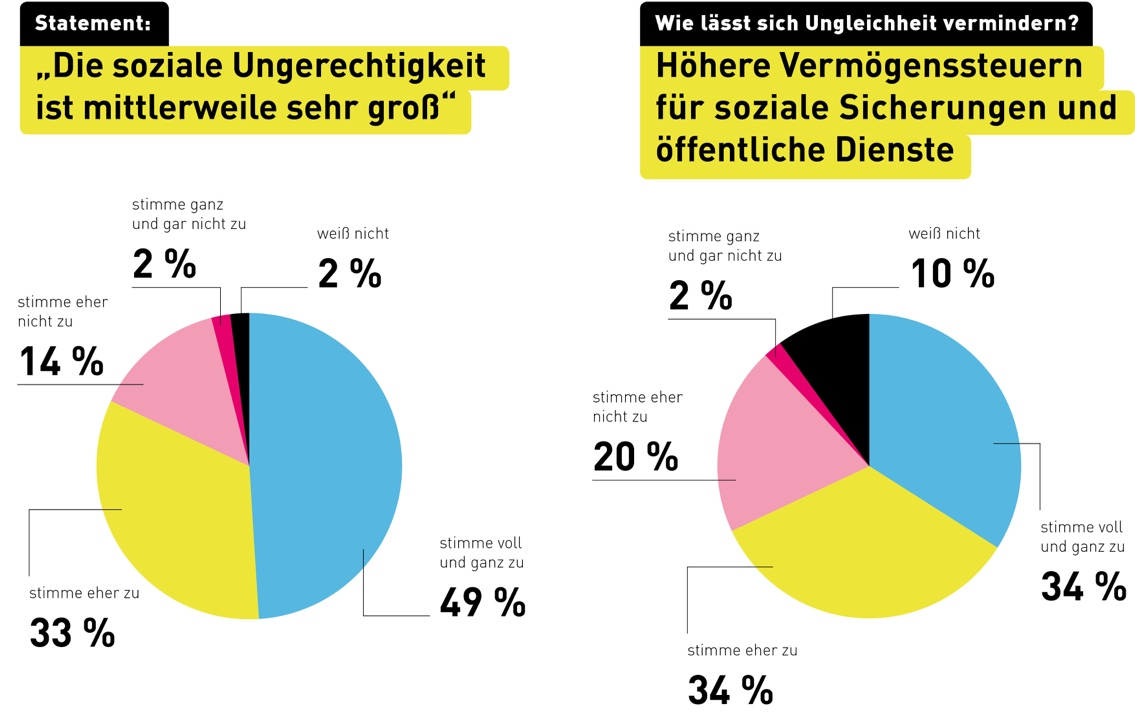 Statement:
„Die soziale Ungerechtigkeit
ist mittlerweile sehr groß“
stimme ganz
und gar nicht zu
2 %
weiß nicht
2 %
stimme eher
nicht zu
14 %
stimme eher zu
33 %
stimme voll
und ganz zu
49 %
Wie lässt sich Ungleichheit vermindern?
Höhere Vermögenssteuern
für soziale Sicherungen und
öffentliche Dienste
stimme ganz
und gar nicht zu
2 %
weiß nicht
10 %
stimme eher
nicht zu
20 %
stimme voll
und ganz zu
34 %
stimme eher zu
34 %